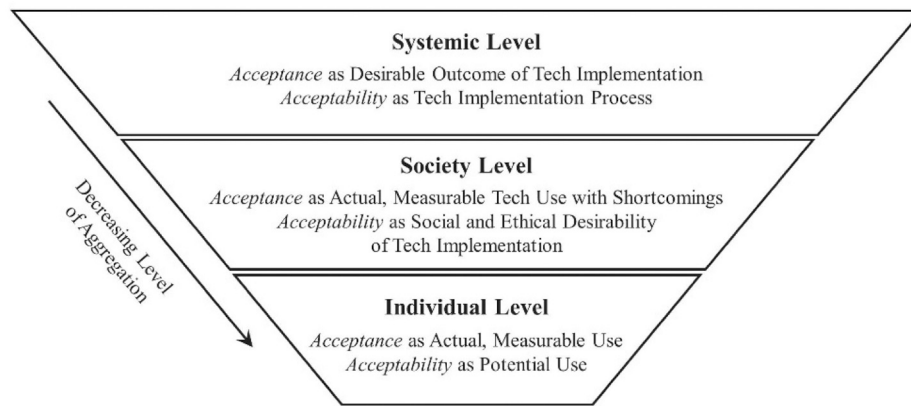 Systemic Level
Acceptance as Desirable Outcome of Tech Implementation
Acceptability as Tech Implementation Process
Society Level
Acceptance as Actual, Measurable Tech Use with Shortcomings
Acceptability as Social and Ethical Desirability
of Tech Implementation
Individual Level
Acceptance as Actual, Measurable Use
Acceptability as Potential Use
Decreasing Level
of Aggregation